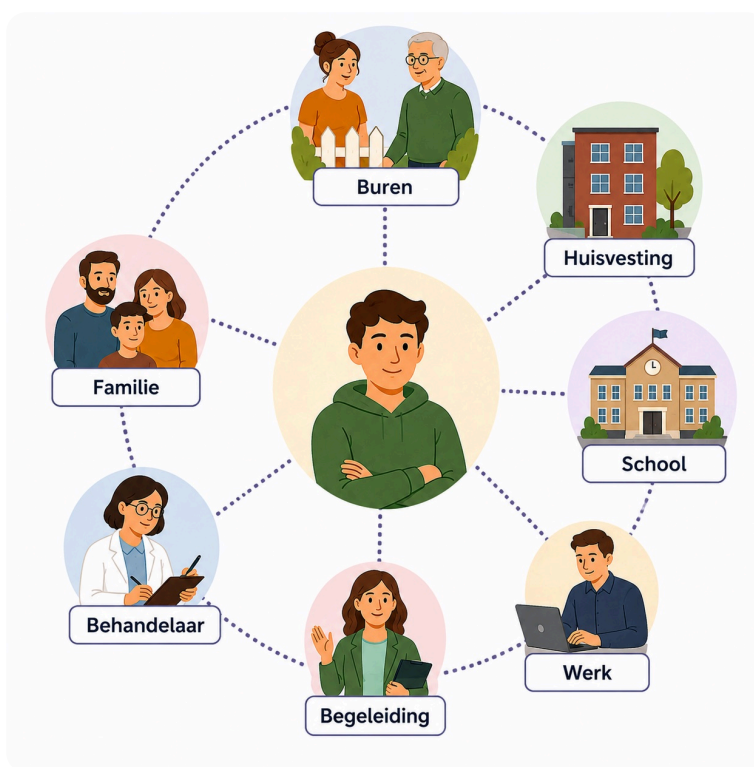 Buren
Huisvesting
Familie
School
Behandelaar
Werk
Begeleiding